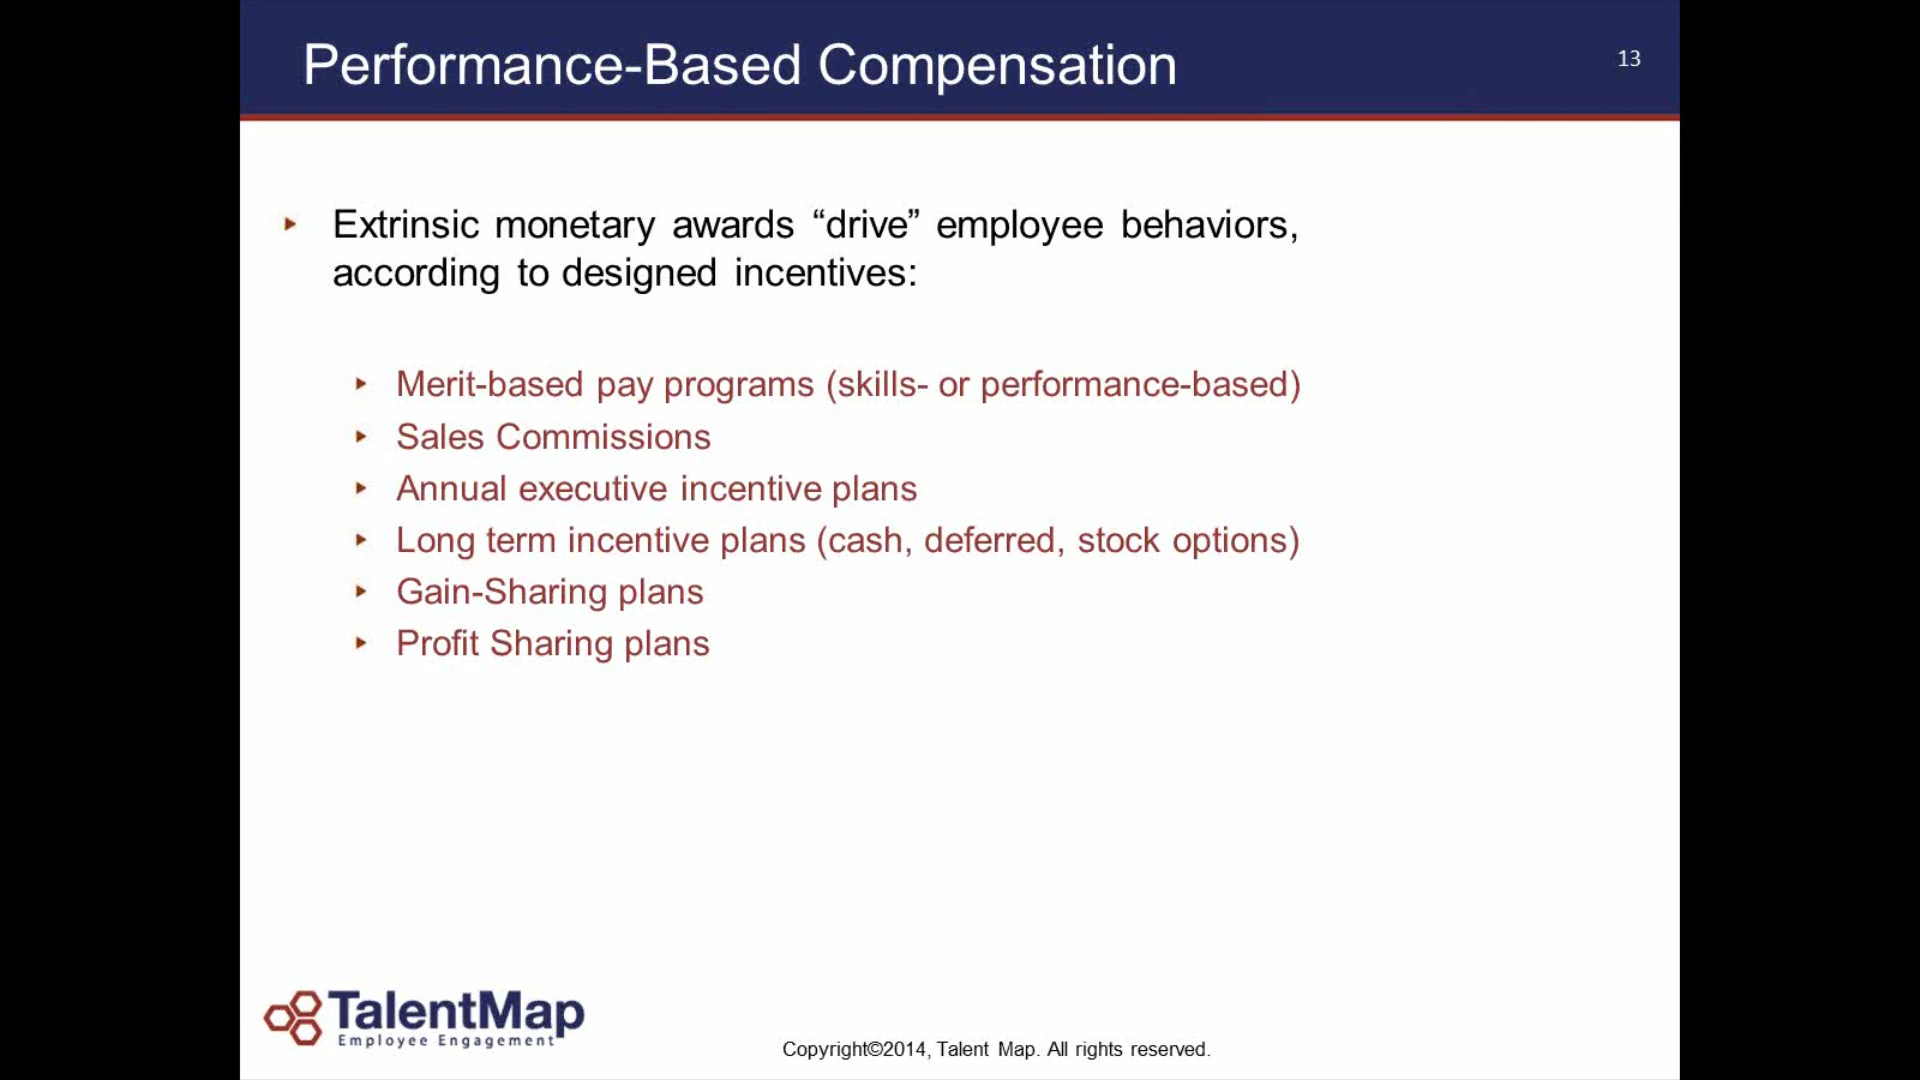 Performance-Based Compensation
13
Extrinsic monetary awards “drive” employee behaviors,
according to designed incentives:
Merit-based pay programs (skills- or performance-based)
Sales Commissions
Annual executive incentive plans
Long term incentive plans (cash, deferred, stock options)
Gain-Sharing plans
Profit Sharing plans
TalentMap
Employee Engagement
Copyright©2014, Talent Map. All rights reserved.